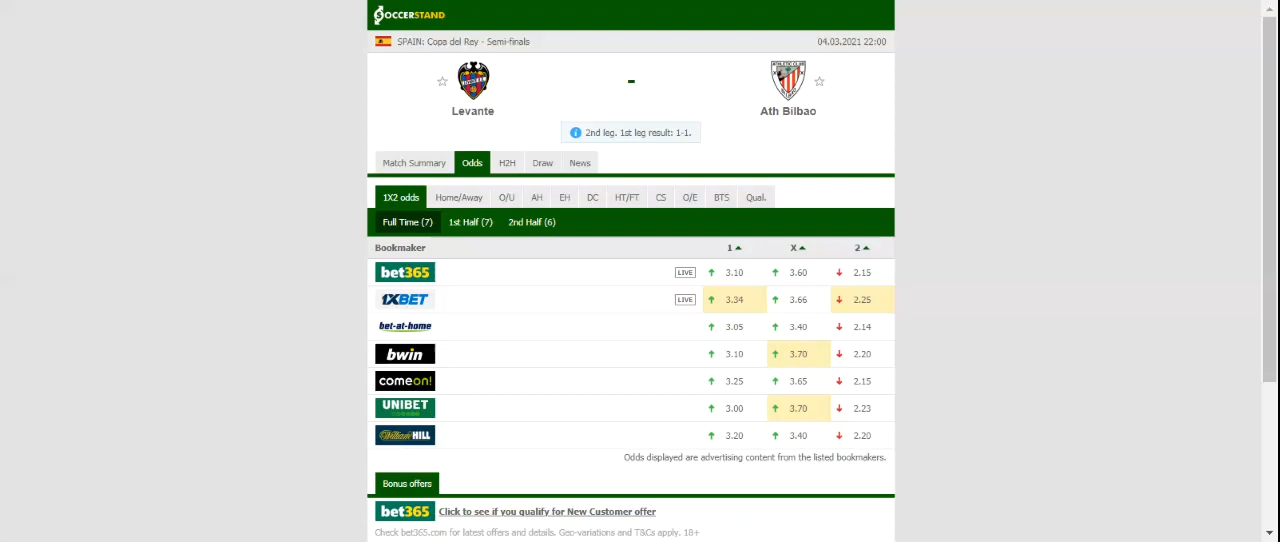 SOCCERSTAND
SPAIN: Copa del Rey - Semi-finals 04.03.2021 22:00
-
Levante Ath Bilbao
2nd leg. 1st leg result: 1-1.
Match Summary Odds H2H Draw News
1X2 odds Home/Away O/U AH EH DC HT/FT CS O/E BTS Qual.
Full Time (7) 1st Half (7) 2nd Half (6)
Bookmaker 1 X 2
bet365 LIVE 3.10 3.60 2.15
1XBET LIVE 3.34 3.66 2.25
bet-at-home 3.05 3.40 2.14
bwin 3.10 3.70 2.20
comeon! 3.25 3.65 2.15
UNIBET 3.00 3.70 2.23
William HILL 3.20 3.40 2.20
Odds displayed are advertising content from the listed bookmakers.
Bonus offers
bet365 Click to see if you qualify for New Customer offer
Check bet365.com for latest offers and details. Geo-variations and T&Cs apply. 18+